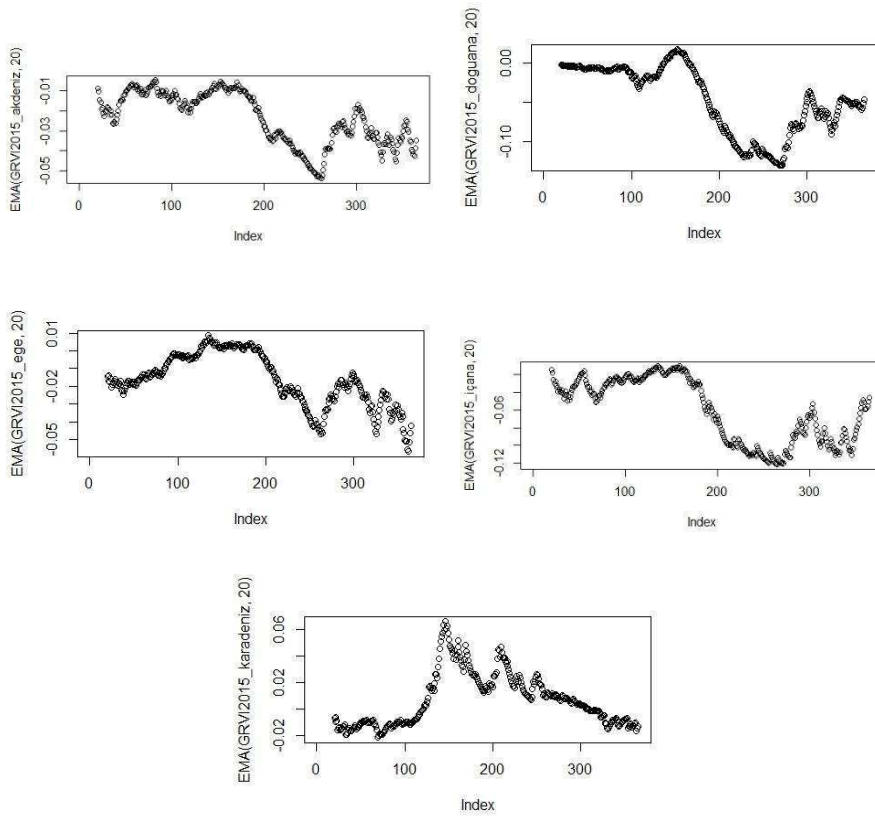 EMA(GRVI2015_akdeniz, 20)
-0.01
-0.03
-0.05
0 100 200 300
Index
EMA(GRVI2015_doguana, 20)
0.00
-0.10
0 100 200 300
Index
EMA(GRVI2015_ege, 20)
0.01
-0.02
-0.05
0 100 200 300
Index
EMA(GRVI2015_içana, 20)
-0.06
-0.12
0 100 200 300
Index
EMA(GRVI2015_karadeniz, 20)
0.06
0.02
-0.02
0 100 200 300
Index